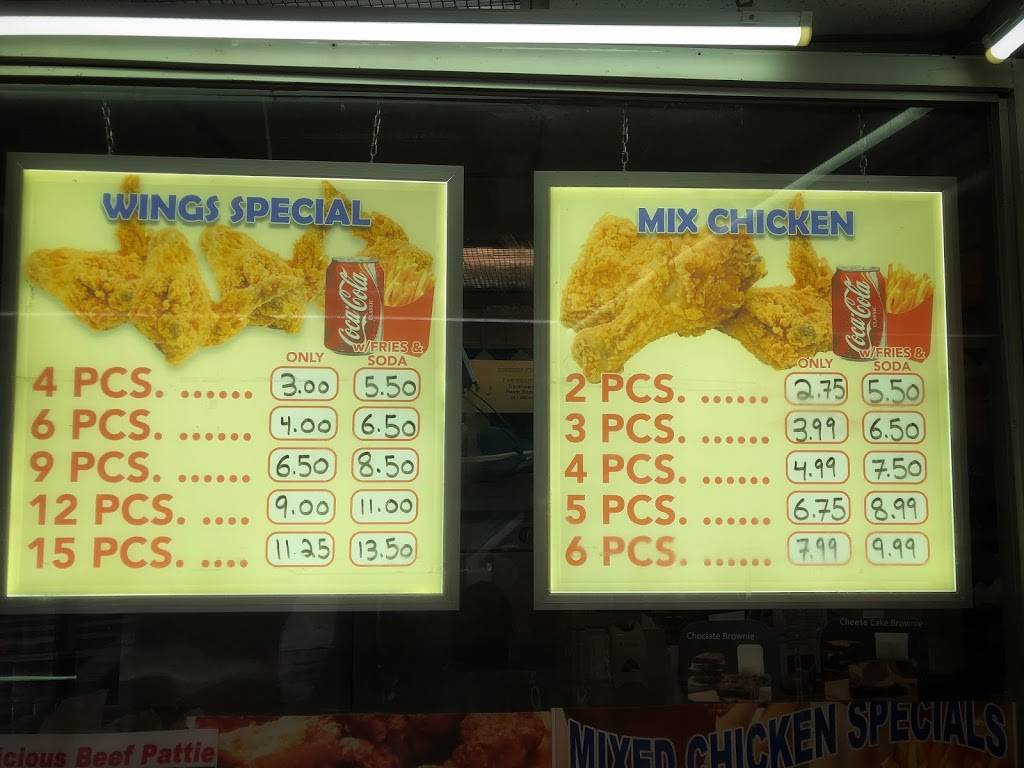 WINGS SPECIAL
Coca-Cola
CLASSIC
ONLY
w/FRIES &
SODA
4 PCS. ...... 3.00 5.50
6 PCS. ...... 4.00 6.50
9 PCS. ...... 6.50 8.50
12 PCS. .... 9.00 11.00
15 PCS. .... 11.25 13.50
MIX CHICKEN
Coca-Cola
CLASSIC
ONLY
w/FRIES &
SODA
2 PCS. ...... 2.75 5.50
3 PCS. ...... 3.99 6.50
4 PCS. ...... 4.99 7.50
5 PCS. ...... 6.75 8.99
6 PCS. ...... 7.99 9.99
Choclate Brownie
Cheese Cake Brownie
icious Beef Pattie
MIXED CHICKEN SPECIALS